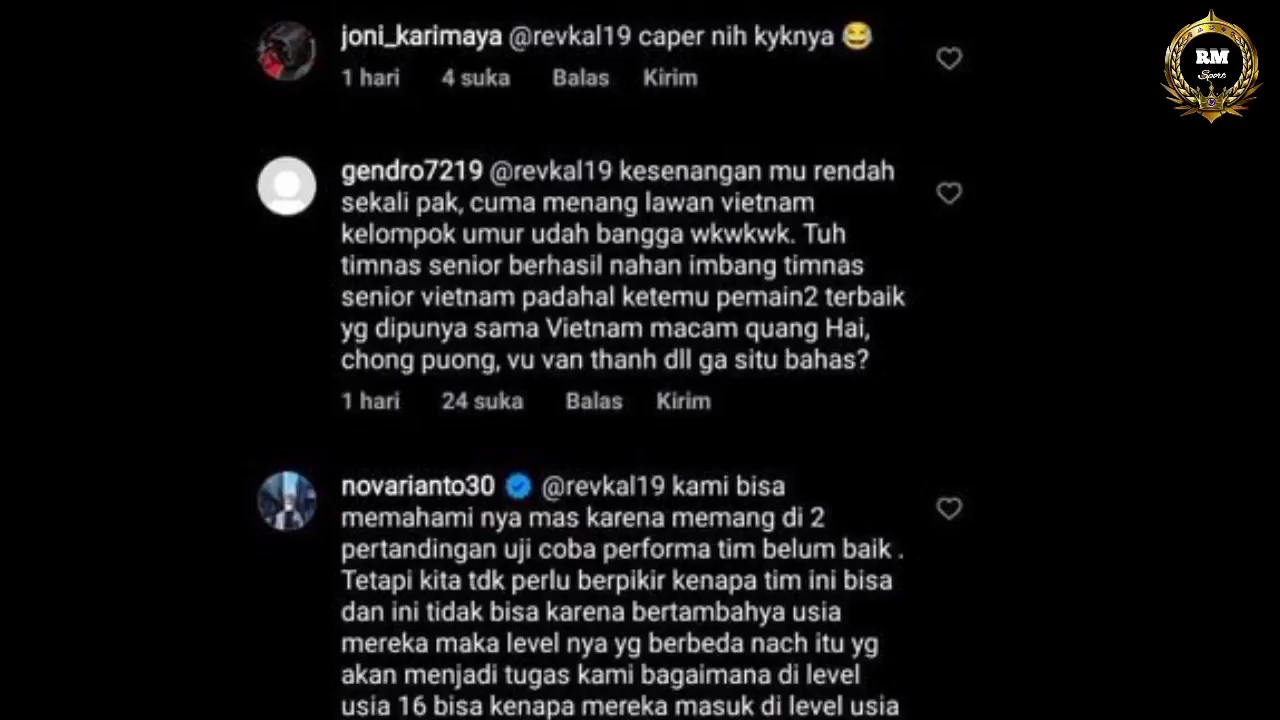 joni_karimaya @revkal19 caper nih kyknya 😂
1 hari 4 suka Balas Kirim
RM
Sport
gendro7219 @revkal19 kesenangan mu rendah
sekali pak, cuma menang lawan vietnam
kelompok umur udah bangga wkwkwk. Tuh
timnas senior berhasil nahan imbang timnas
senior vietnam padahal ketemu pemain2 terbaik
yg dipunya sama Vietnam macam quang Hai,
chong puong, vu van thanh dll ga situ bahas?
1 hari 24 suka Balas Kirim
novarianto30 @revkal19 kami bisa
memahami nya mas karena memang di 2
pertandingan uji coba performa tim belum baik .
Tetapi kita tdk perlu berpikir kenapa tim ini bisa
dan ini tidak bisa karena bertambahya usia
mereka maka level nya yg berbeda nach itu yg
akan menjadi tugas kami bagaimana di level
usia 16 bisa kenapa mereka masuk di level usia